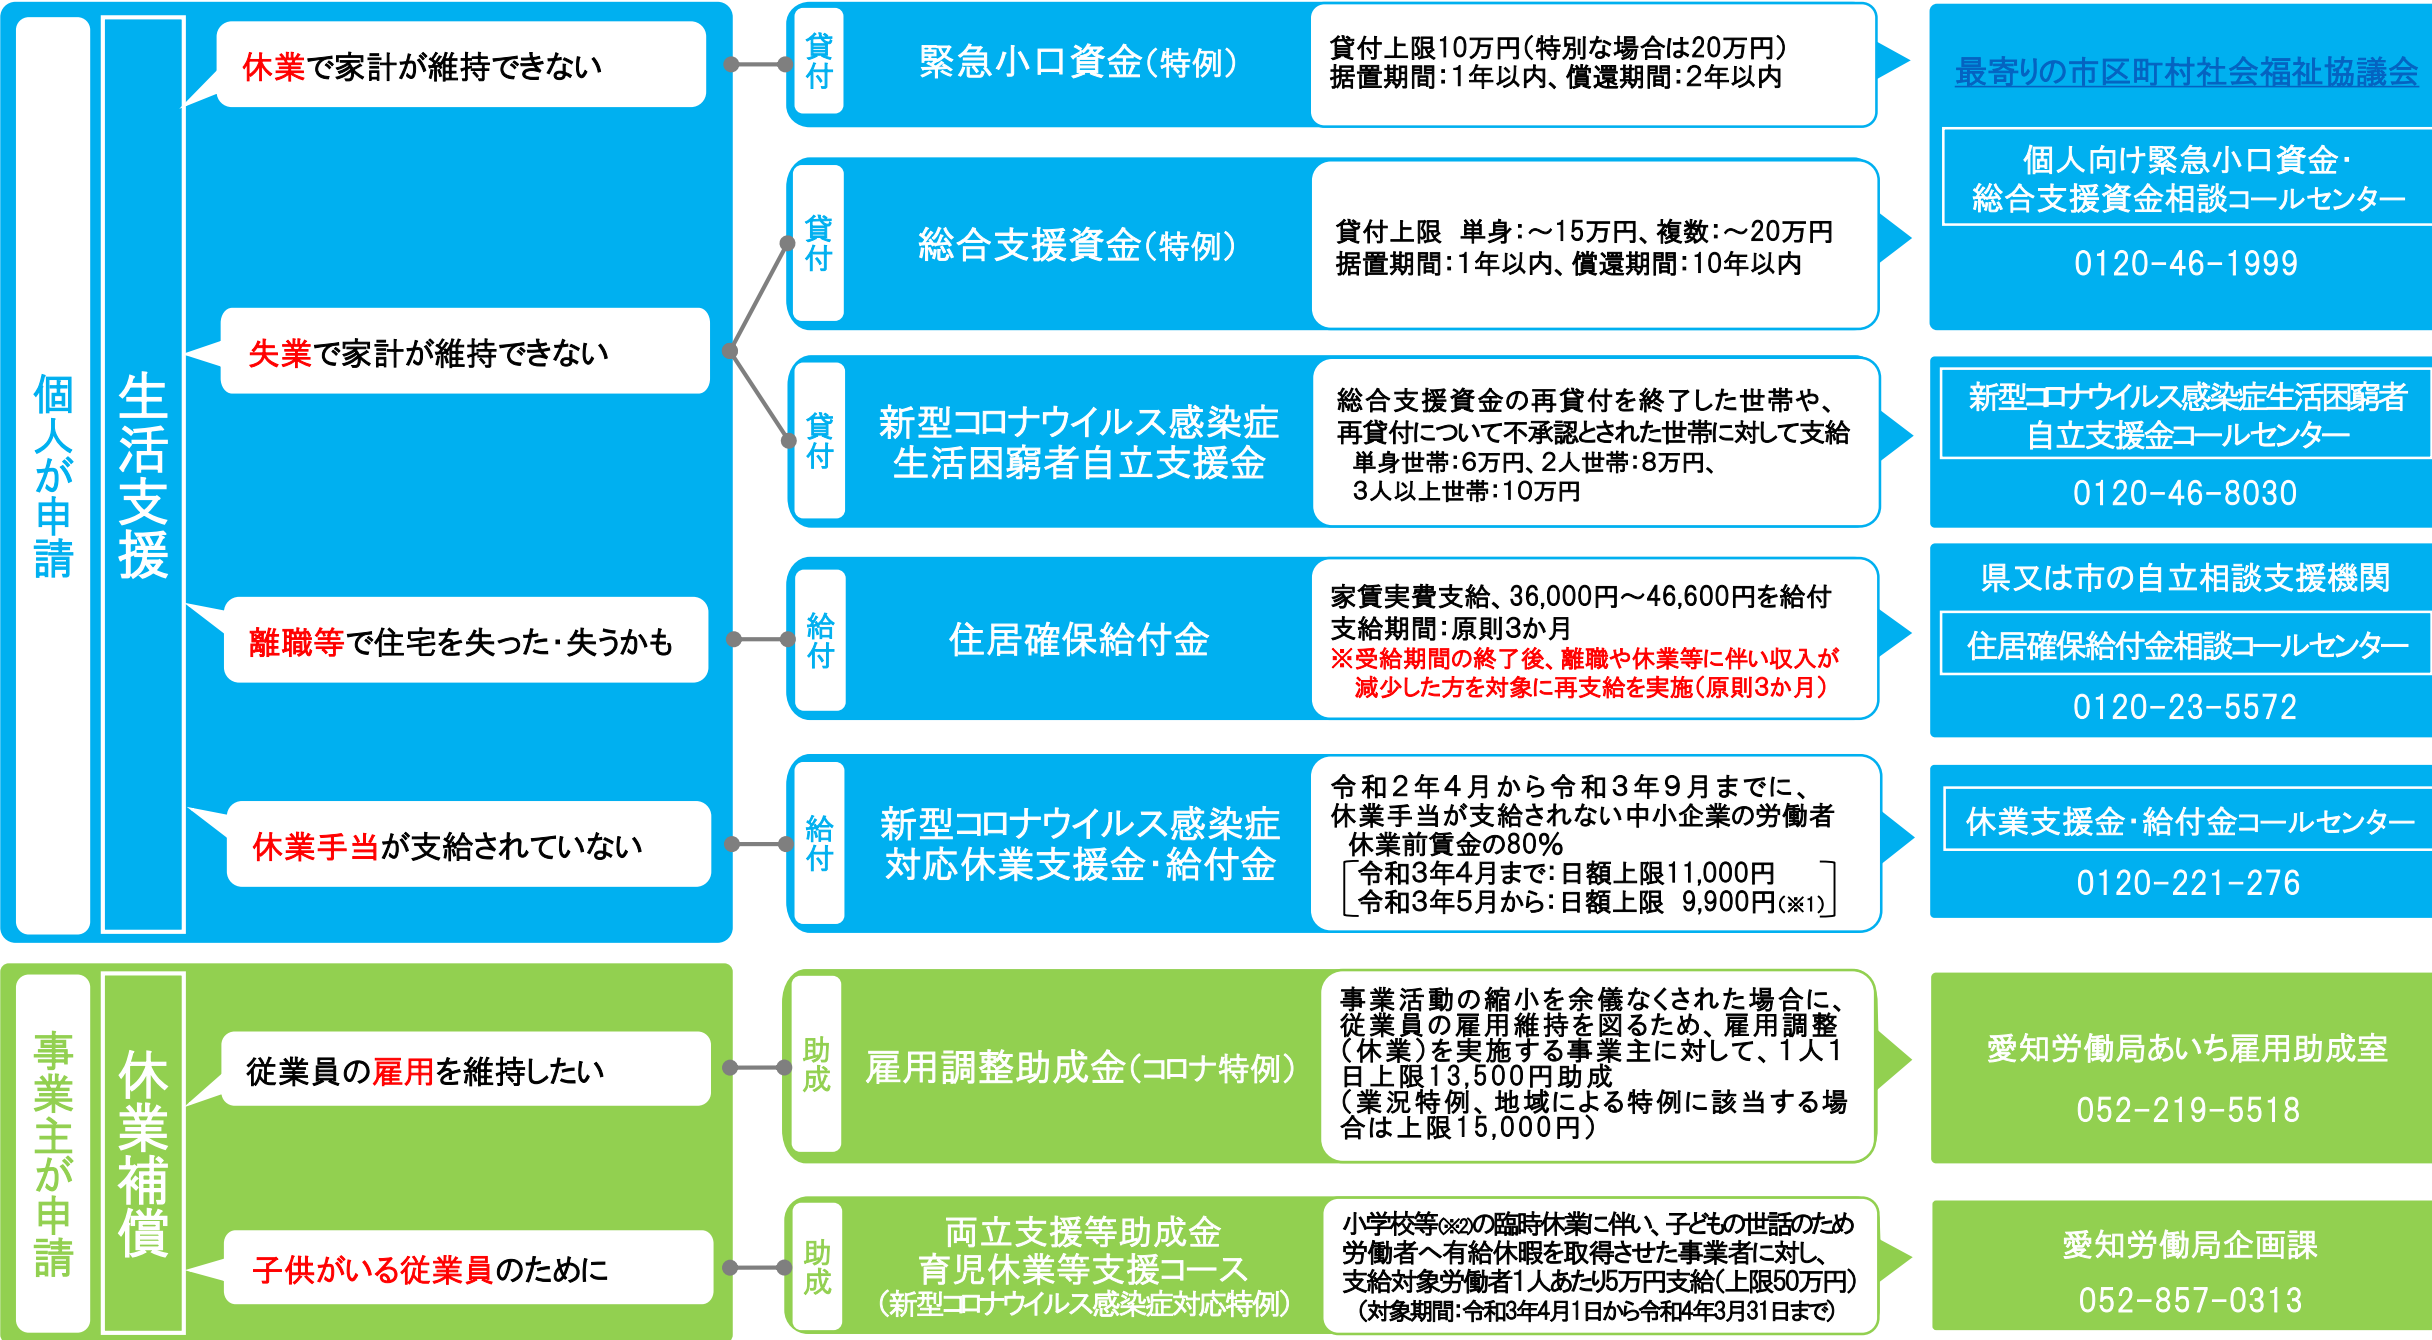 個人が申請
生活支援
休業で家計が維持できない
貸付
緊急小口資金（特例）
貸付上限10万円（特別な場合は20万円）
据置期間：1年以内、償還期間：2年以内
最寄りの市区町村社会福祉協議会
個人向け緊急小口資金・
総合支援資金相談コールセンター
0120-46-1999
失業で家計が維持できない
貸付
総合支援資金（特例）
貸付上限　単身：～15万円、複数：～20万円
据置期間：1年以内、償還期間：10年以内
貸付
新型コロナウイルス感染症
生活困窮者自立支援金
総合支援資金の再貸付を終了した世帯や、
再貸付について不承認とされた世帯に対して支給
単身世帯：6万円、2人世帯：8万円、
3人以上世帯：10万円
新型コロナウイルス感染症生活困窮者
自立支援金コールセンター
0120-46-8030
離職等で住宅を失った・失うかも
給付
住居確保給付金
家賃実費支給、36,000円～46,600円を給付
支給期間：原則3か月
※受給期間の終了後、離職や休業等に伴い収入が
減少した方を対象に再支給を実施（原則3か月）
県又は市の自立相談支援機関
住居確保給付金相談コールセンター
0120-23-5572
休業手当が支給されていない
給付
新型コロナウイルス感染症
対応休業支援金・給付金
令和２年４月から令和３年９月までに、
休業手当が支給されない中小企業の労働者
休業前賃金の80%
令和3年4月まで：日額上限11,000円
令和3年5月から：日額上限　9,900円（※1）
休業支援金・給付金コールセンター
0120-221-276
事業主が申請
休業補償
従業員の雇用を維持したい
助成
雇用調整助成金（コロナ特例）
事業活動の縮小を余儀なくされた場合に、
従業員の雇用維持を図るため、雇用調整
（休業）を実施する事業主に対して、1人1
日上限13,500円助成
（業況特例、地域による特例に該当する場
合は上限15,000円）
愛知労働局あいち雇用助成室
052-219-5518
子供がいる従業員のために
助成
両立支援等助成金
育児休業等支援コース
（新型コロナウイルス感染症対応特例）
小学校等（※2）の臨時休業に伴い、子どもの世話のため
労働者へ有給休暇を取得させた事業者に対し、
支給対象労働者1人あたり5万円支給（上限50万円）
（対象期間：令和3年4月1日から令和4年3月31日まで）
愛知労働局企画課
052-857-0313